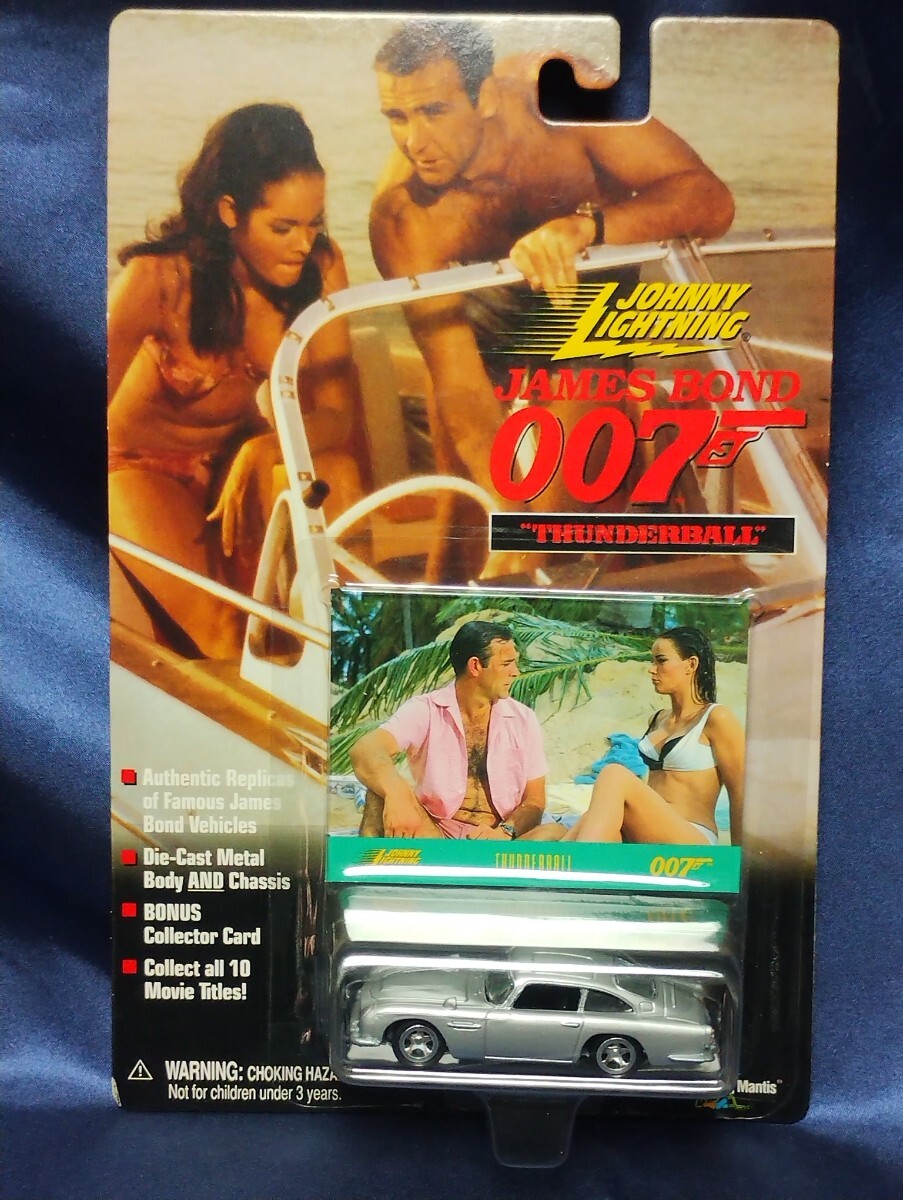 JOHNNY
LIGHTNING®
JAMES BOND
007
"THUNDERBALL"
JOHNNY
LIGHTNING
THUNDERBALL
007
Authentic Replicas
of Famous James
Bond Vehicles
Die-Cast Metal
Body AND Chassis
BONUS
Collector Card
Collect all 10
Movie Titles!
WARNING: CHOKING HAZA
Not for children under 3 years.
Mantis®